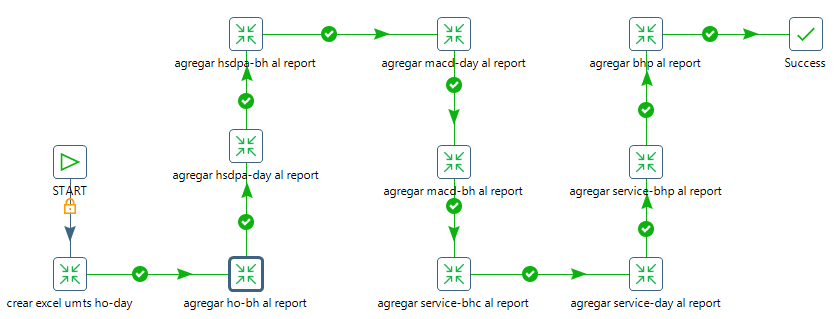 agregar hsdpa-bh al report
agregar macd-day al report
agregar bhp al report
Success
agregar hsdpa-day al report
START
agregar macd-bh al report
agregar service-bhp al report
crear excel umts ho-day
agregar ho-bh al report
agregar service-bhc al report
agregar service-day al report